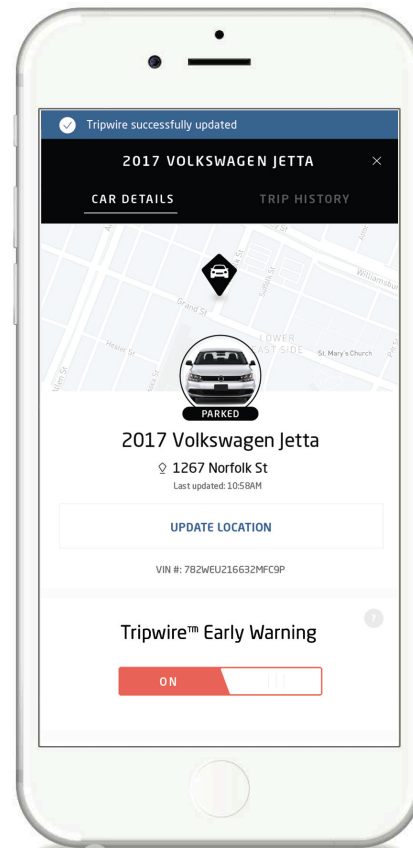 Tripwire successfully updated
2017 VOLKSWAGEN JETTA
CAR DETAILS
TRIP HISTORY
Williamsbur
Suffolk St
Grand St
LOWER
EAST SIDE
St. Mary's Church
Hester St
Allen St
PARKED
2017 Volkswagen Jetta
1267 Norfolk St
Last updated: 10:58AM
UPDATE LOCATION
VIN #: 782WEU216632MFC9P
Tripwire™ Early Warning
?
ON